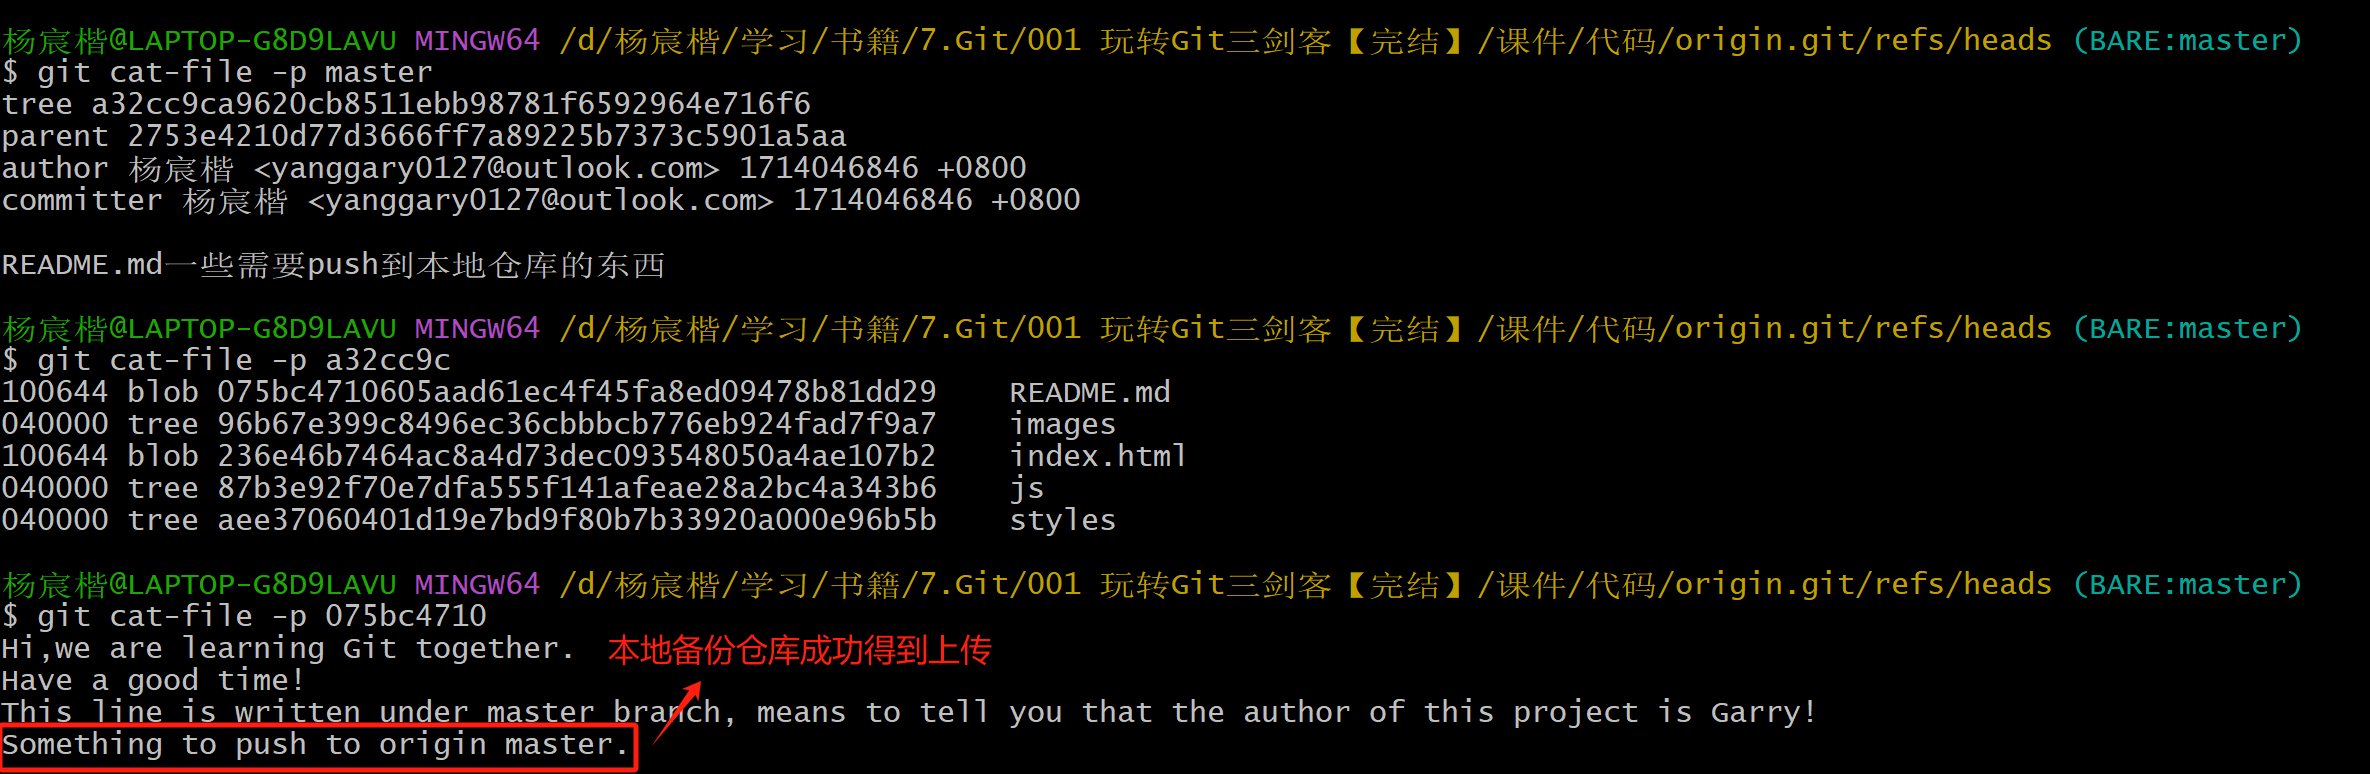 杨宸楷@LAPTOP-G8D9LAVU MINGW64 /d/杨宸楷/学习/书籍/7.Git/001 玩转Git三剑客【完结】/课件/代码/origin.git/refs/heads (BARE:master)
$ git cat-file -p master
tree a32cc9ca9620cb8511ebb98781f6592964e716f6
parent 2753e4210d77d3666ff7a89225b7373c5901a5aa
author 杨宸楷 <yanggary0127@outlook.com> 1714046846 +0800
committer 杨宸楷 <yanggary0127@outlook.com> 1714046846 +0800
README.md一些需要push到本地仓库的东西
杨宸楷@LAPTOP-G8D9LAVU MINGW64 /d/杨宸楷/学习/书籍/7.Git/001 玩转Git三剑客【完结】/课件/代码/origin.git/refs/heads (BARE:master)
$ git cat-file -p a32cc9c
100644 blob 075bc4710605aad61ec4f45fa8ed09478b81dd29    README.md
040000 tree 96b67e399c8496ec36cbbbcb776eb924fad7f9a7    images
100644 blob 236e46b7464ac8a4d73dec093548050a4ae107b2    index.html
040000 tree 87b3e92f70e7dfa555f141afeae28a2bc4a343b6    js
040000 tree aee37060401d19e7bd9f80b7b33920a000e96b5b    styles
杨宸楷@LAPTOP-G8D9LAVU MINGW64 /d/杨宸楷/学习/书籍/7.Git/001 玩转Git三剑客【完结】/课件/代码/origin.git/refs/heads (BARE:master)
$ git cat-file -p 075bc4710
Hi,we are learning Git together.
本地备份仓库成功得到上传
Have a good time!
This line is written under master branch, means to tell you that the author of this project is Garry!
Something to push to origin master.